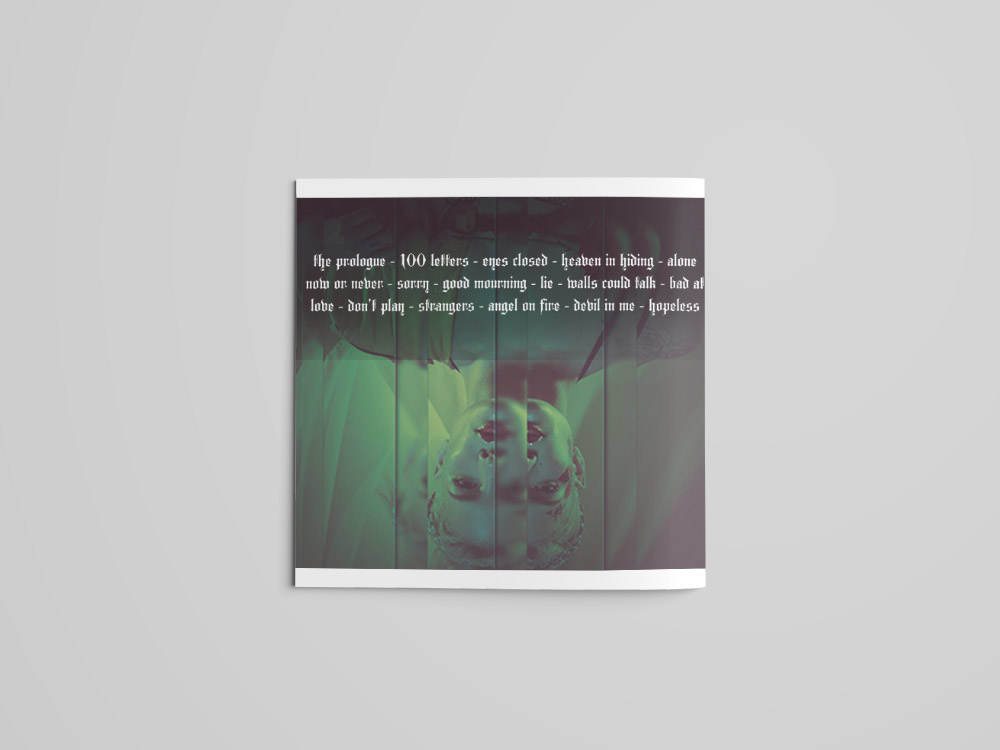 the prologue - 100 letters - eyes closed - heaven in hiding - alone
now or never - sorry - good mourning - lie - walls could talk - bad at
love - don't play - strangers - angel on fire - devil in me - hopeless